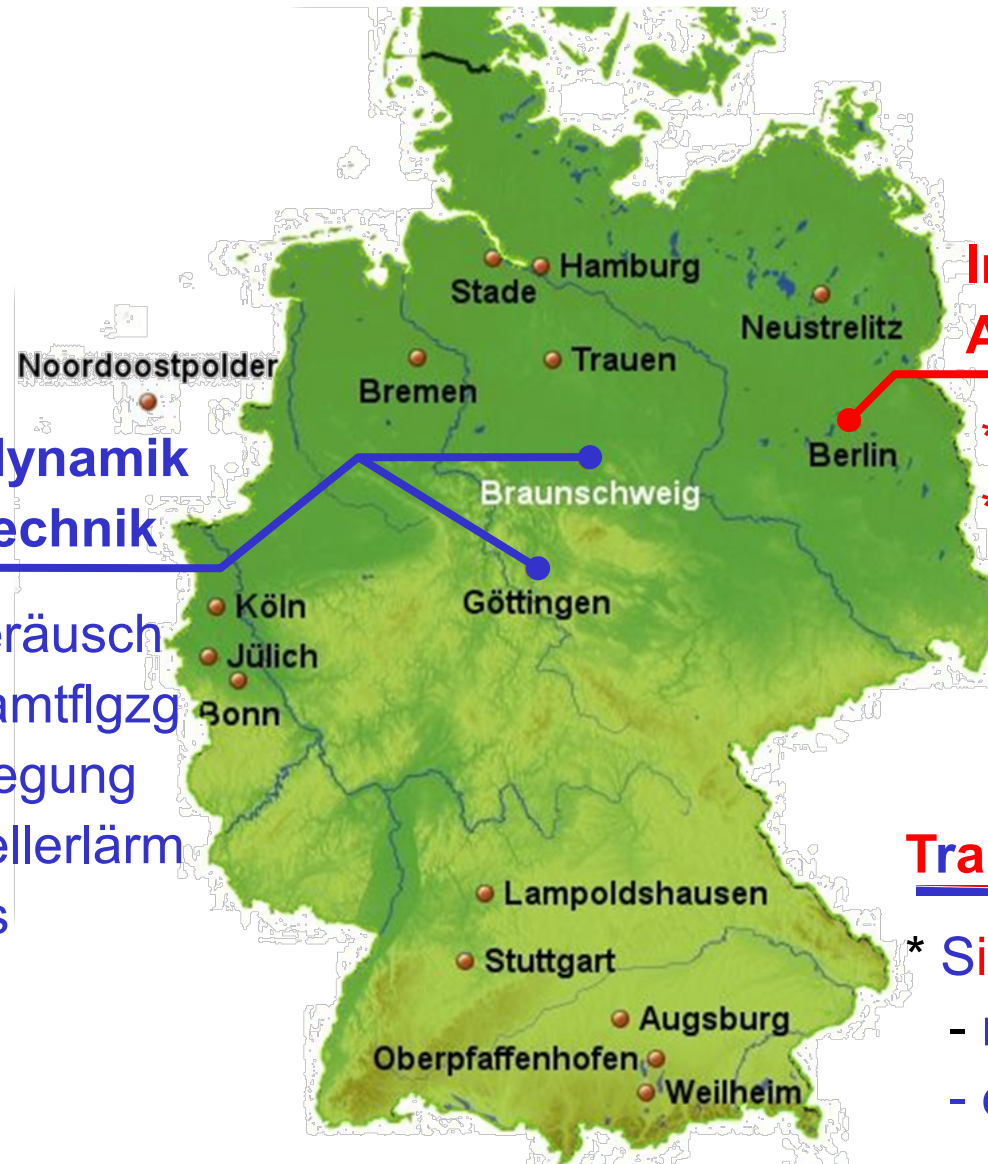 Hamburg
Stade
Neustrelitz
Noordoostpolder
Bremen
Trauen
Berlin
*
*
dynamik
echnik
Braunschweig
Göttingen
Köln
eräusch
Jülich
amtflgzg
Bonn
egung
ellerlärm
s
Tra
Lampoldshausen
* Si
Stuttgart
Augsburg
Oberpfaffenhofen
Weilheim